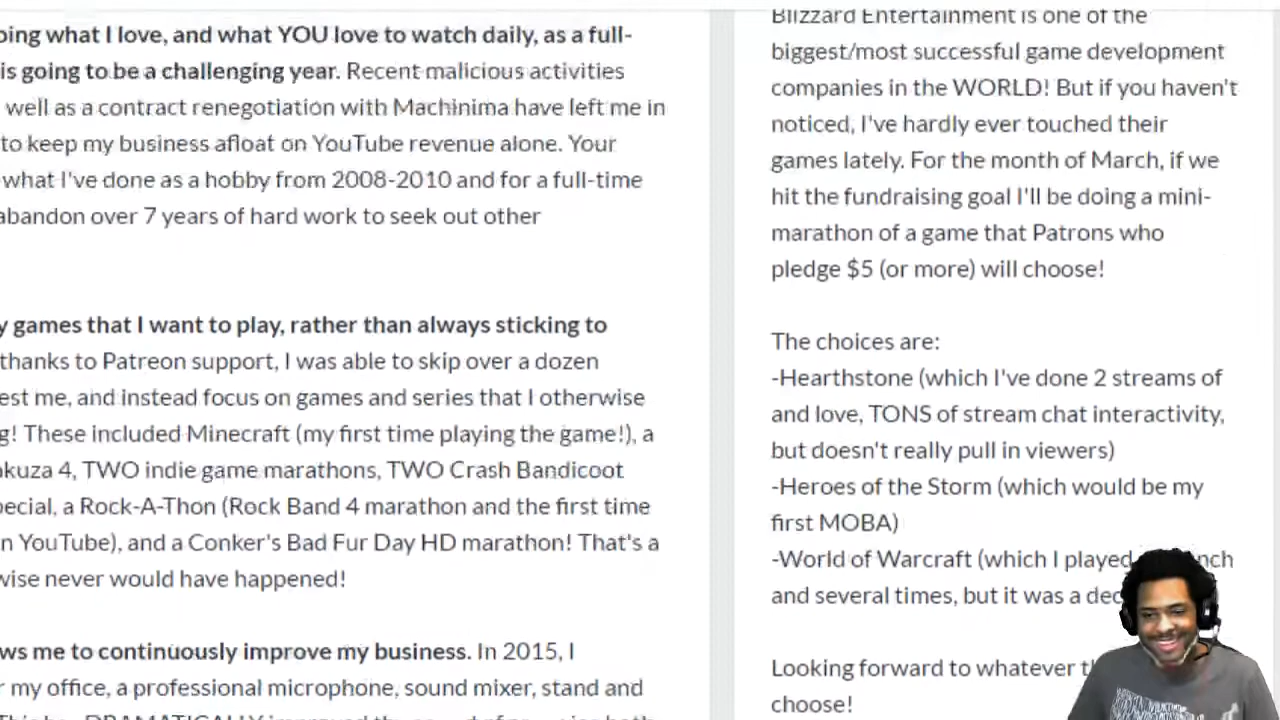 oing what I love, and what YOU love to watch daily, as a full-
is going to be a challenging year. Recent malicious activities
well as a contract renegotiation with Machinima have left me in
to keep my business afloat on YouTube revenue alone. Your
what I've done as a hobby from 2008-2010 and for a full-time
abandon over 7 years of hard work to seek out other
y games that I want to play, rather than always sticking to
thanks to Patreon support, I was able to skip over a dozen
est me, and instead focus on games and series that I otherwise
g! These included Minecraft (my first time playing the game!), a
akuza 4, TWO indie game marathons, TWO Crash Bandicoot
pecial, a Rock-A-Thon (Rock Band 4 marathon and the first time
n YouTube), and a Conker's Bad Fur Day HD marathon! That's a
wise never would have happened!
ws me to continuously improve my business. In 2015, I
r my office, a professional microphone, sound mixer, stand and
DRAMATICALLY improved
both
Blizzard Entertainment is one of the
biggest/most successful game development
companies in the WORLD! But if you haven't
noticed, I've hardly ever touched their
games lately. For the month of March, if we
hit the fundraising goal I'll be doing a mini-
marathon of a game that Patrons who
pledge $5 (or more) will choose!
The choices are:
-Hearthstone (which I've done 2 streams of
and love, TONS of stream chat interactivity,
but doesn't really pull in viewers)
-Heroes of the Storm (which would be my
first MOBA)
-World of Warcraft (which I played nch
and several times, but it was a dec
Looking forward to whatever t
choose!